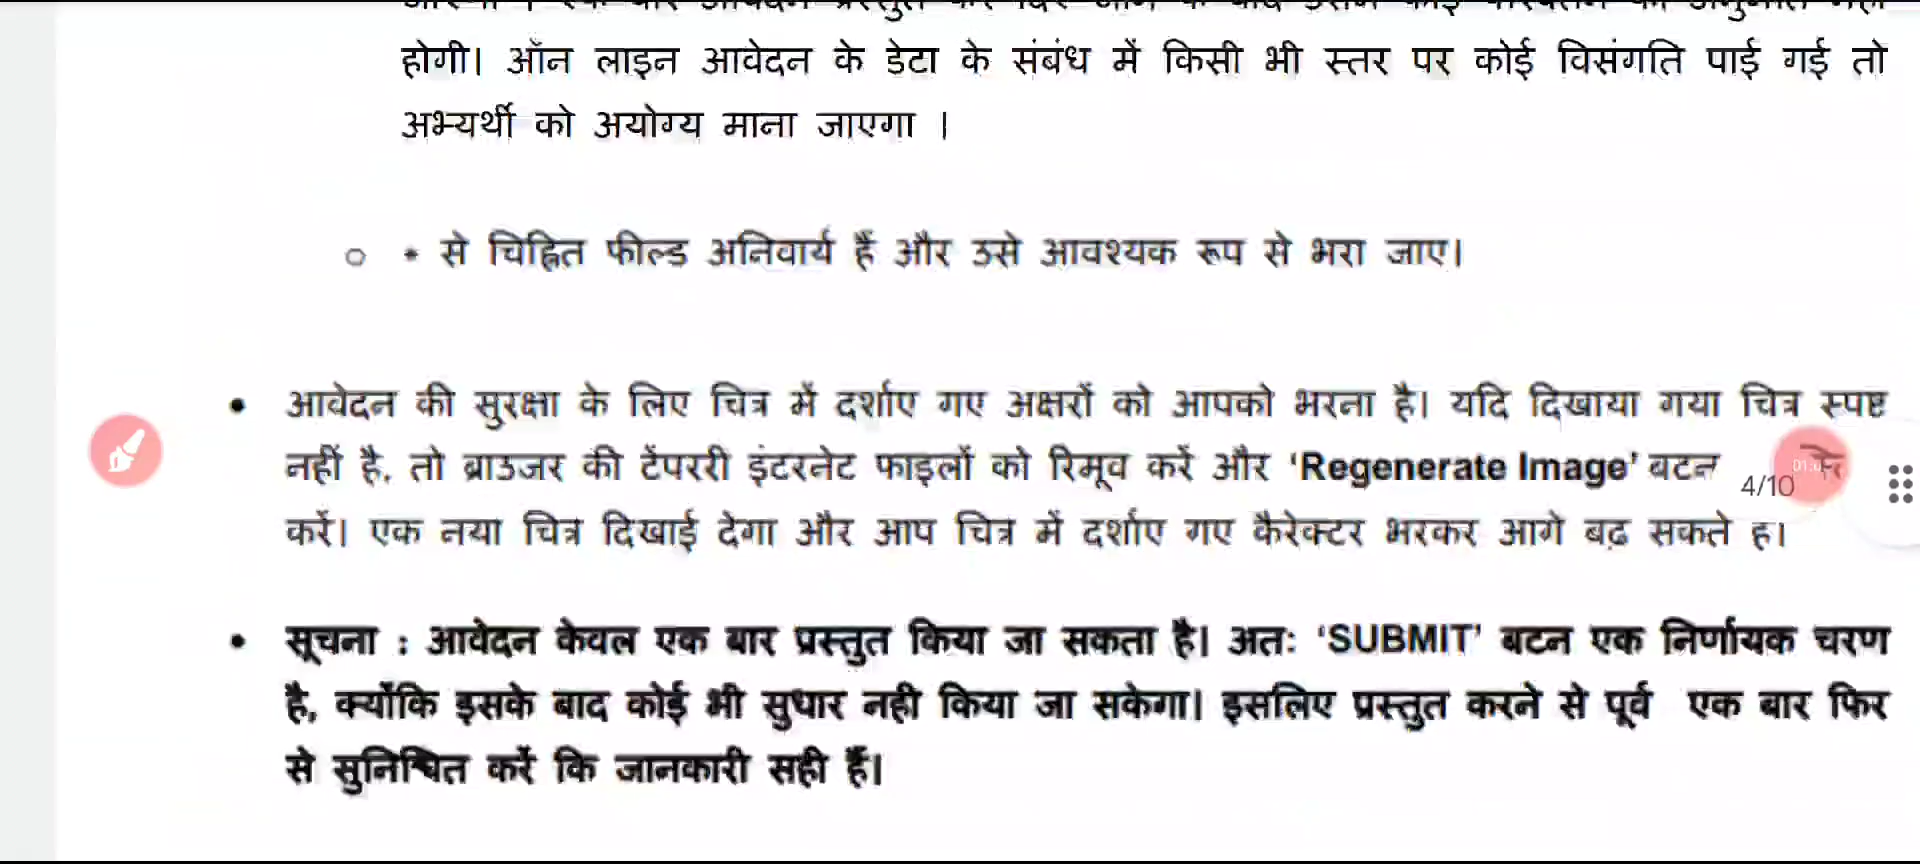 होगी। ऑन लाइन आवेदन के डेटा के संबंध में किसी भी स्तर पर कोई विसंगति पाई गई तो
अभ्यर्थी को अयोग्य माना जाएगा ।
○ * से चिह्नित फील्ड अनिवार्य हैं और उसे आवश्यक रूप से भरा जाए।
• आवेदन की सुरक्षा के लिए चित्र में दर्शाए गए अक्षरों को आपको भरना है। यदि दिखाया गया चित्र स्पष्ट
नहीं है, तो ब्राउजर की टेंपररी इंटरनेट फाइलों को रिमूव करें और ‘Regenerate Image’ बटन
4/10
करें। एक नया चित्र दिखाई देगा और आप चित्र में दर्शाए गए कैरेक्टर भरकर आगे बढ़ सकते है।
• सूचना : आवेदन केवल एक बार प्रस्तुत किया जा सकता है। अतः ‘SUBMIT’ बटन एक निर्णायक चरण
है, क्योंकि इसके बाद कोई भी सुधार नही किया जा सकेगा। इसलिए प्रस्तुत करने से पूर्व एक बार फिर
से सुनिश्चित करें कि जानकारी सही हैं।